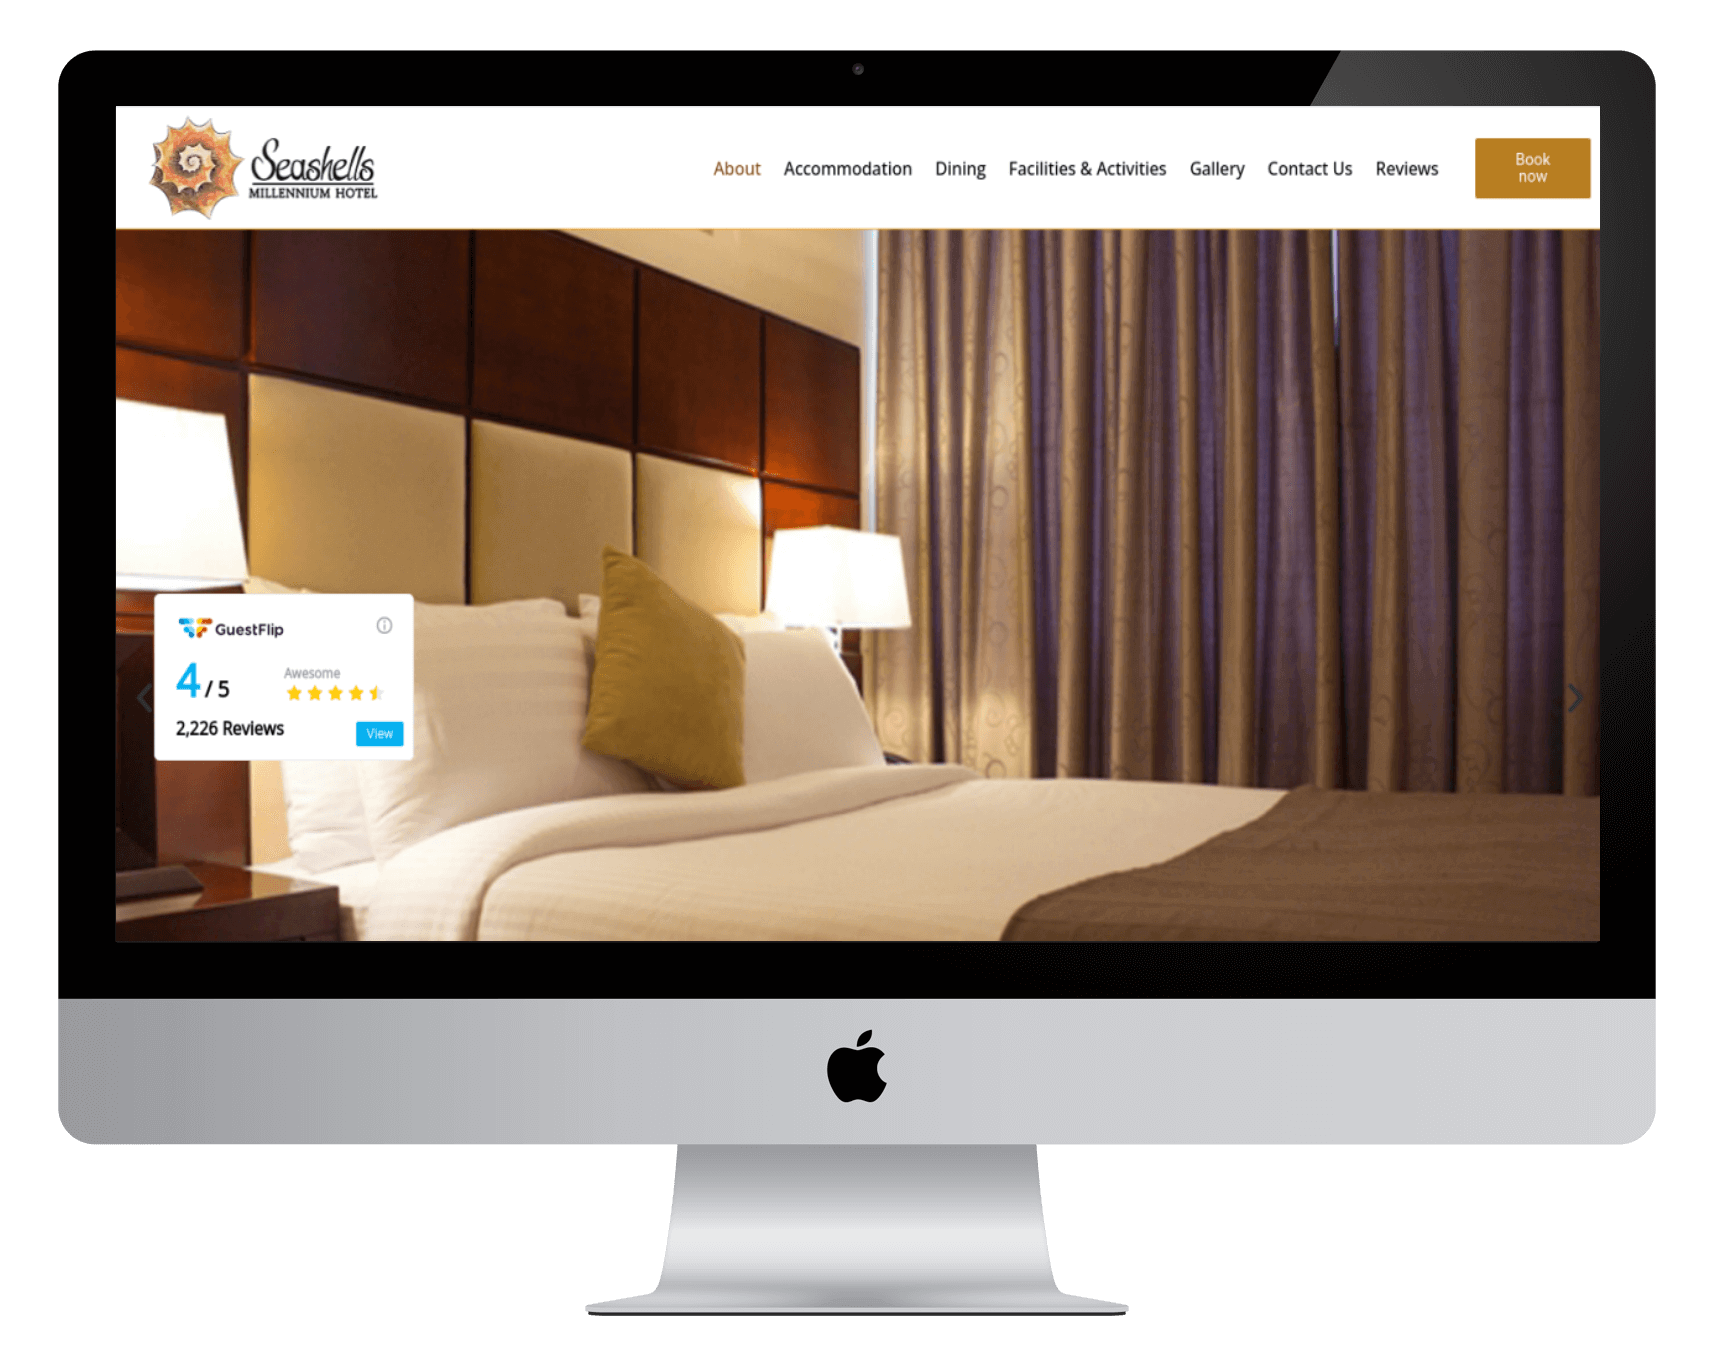 Seashells
MILLENNIUM HOTEL
About Accommodation Dining Facilities & Activities Gallery Contact Us Reviews
Book
now
GuestFlip
4 / 5
Awesome
2,226 Reviews
View